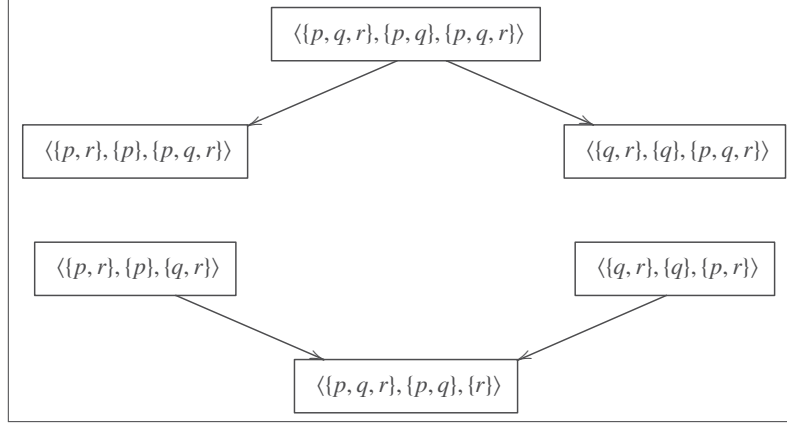 ⟨{p, q, r}, {p, q}, {p, q, r}⟩
⟨{p, r}, {p}, {p, q, r}⟩
⟨{q, r}, {q}, {p, q, r}⟩
⟨{p, r}, {p}, {q, r}⟩
⟨{q, r}, {q}, {p, r}⟩
⟨{p, q, r}, {p, q}, {r}⟩